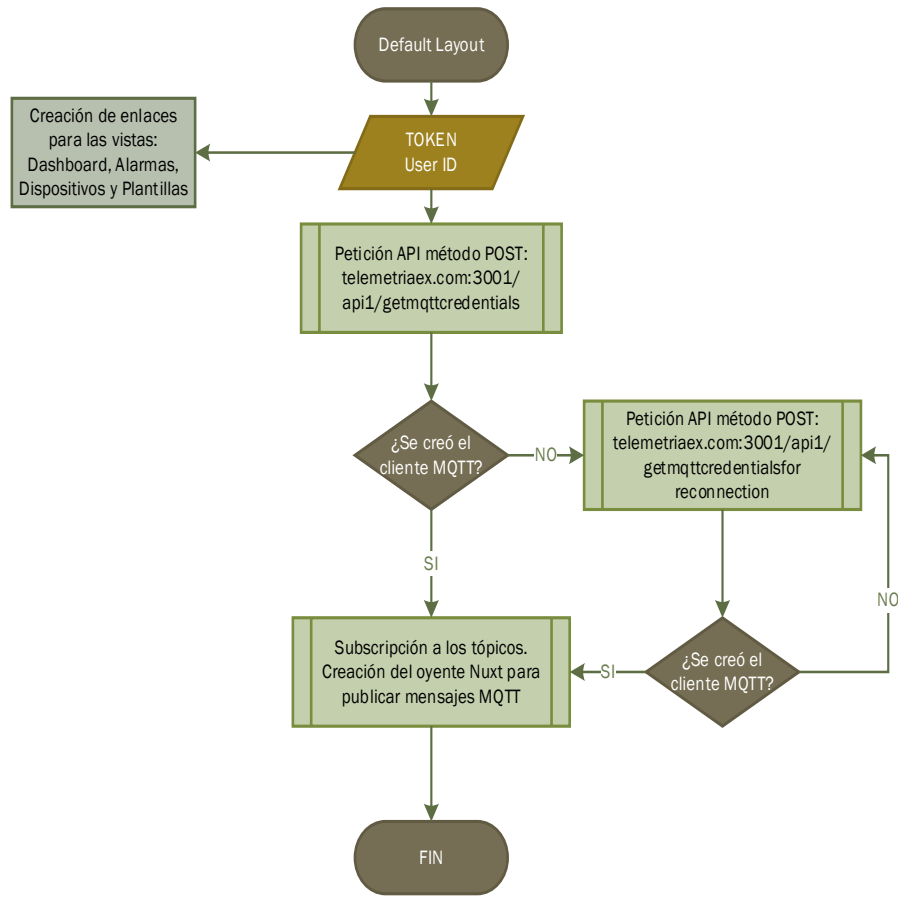 Default Layout
TOKEN
User ID
Creación de enlaces
para las vistas:
Dashboard, Alarmas,
Dispositivos y Plantillas
Petición API método POST:
telemetriaex.com:3001/
api1/getmqttcredentials
¿Se creó el
cliente MQTT?
NO
Petición API método POST:
telemetriaex.com:3001/api1/
getmqttcredentialsfor
reconnection
SI
NO
¿Se creó el
cliente MQTT?
SI
Subscripción a los tópicos.
Creación del oyente Nuxt para
publicar mensajes MQTT
FIN